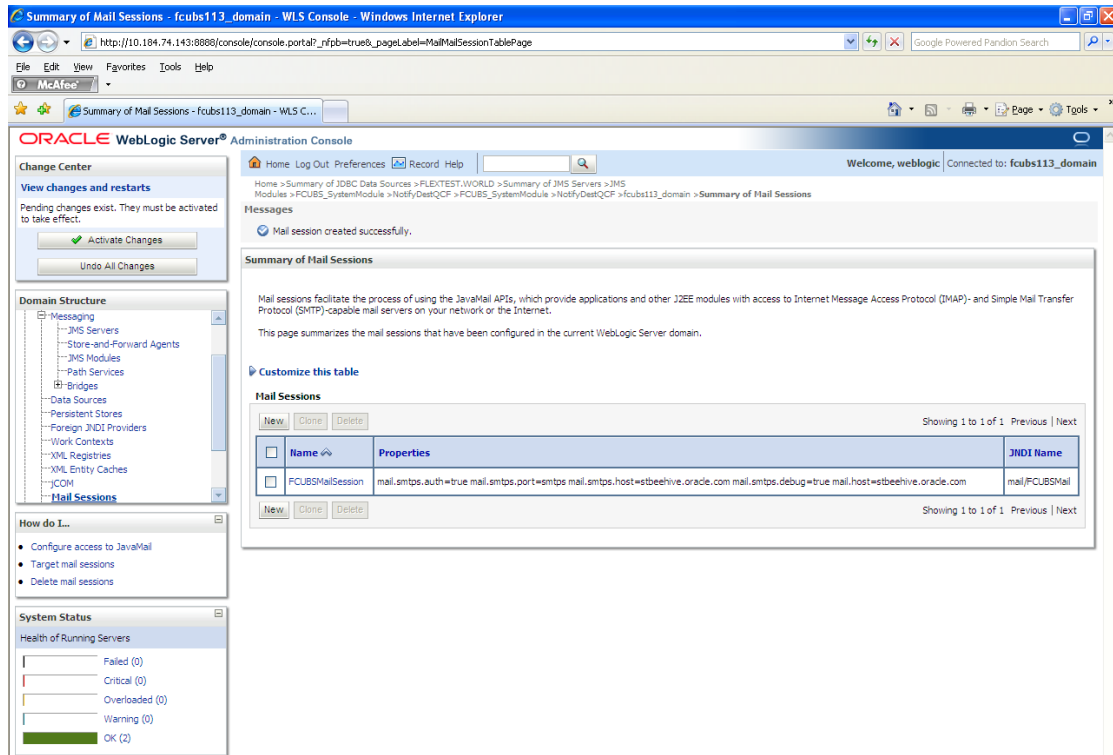 Summary of Mail Sessions - fcubs113_domain - WLS Console - Windows Internet Explorer
http://10.184.74.143:8888/console/console.portal?_nfpb=true&_pageLabel=MailMailSessionTablePage
Google Powered Pandion Search
File Edit View Favorites Tools Help
McAfee
Summary of Mail Sessions - fcubs113_domain - WLS C...
Page Tools
ORACLE WebLogic Server® Administration Console
Change Center
View changes and restarts
Pending changes exist. They must be activated
to take effect.
Activate Changes
Undo All Changes
Domain Structure
Messaging
JMS Servers
Store-and-Forward Agents
JMS Modules
Path Services
Bridges
Data Sources
Persistent Stores
Foreign JNDI Providers
Work Contexts
XML Registries
XML Entity Caches
jCOM
Mail Sessions
How do I...
Configure access to JavaMail
Target mail sessions
Delete mail sessions
System Status
Health of Running Servers
Failed (0)
Critical (0)
Overloaded (0)
Warning (0)
OK (2)
Home Log Out Preferences Record Help
Welcome, weblogic Connected to: fcubs113_domain
Home >Summary of JDBC Data Sources >FLEXTEST.WORLD >Summary of JMS Servers >JMS
Modules >FCUBS_SystemModule >NotifyDestQCF >FCUBS_SystemModule >NotifyDestQCF >fcubs113_domain >Summary of Mail Sessions
Messages
Mail session created successfully.
Summary of Mail Sessions
Mail sessions facilitate the process of using the JavaMail APIs, which provide applications and other J2EE modules with access to Internet Message Access Protocol (IMAP)- and Simple Mail Transfer
Protocol (SMTP)-capable mail servers on your network or the Internet.
This page summarizes the mail sessions that have been configured in the current WebLogic Server domain.
Customize this table
Mail Sessions
New Clone Delete
Showing 1 to 1 of 1 Previous | Next
Name Properties JNDI Name
FCUBSMailSession mail.smtps.auth=true mail.smtps.port=smtps mail.smtps.host=stbeehive.oracle.com mail.smtps.debug=true mail.host=stbeehive.oracle.com mail/FCUBSMail
New Clone Delete
Showing 1 to 1 of 1 Previous | Next